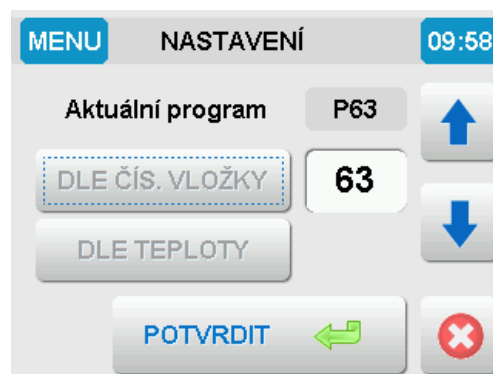 MENU NASTAVENÍ 09:58
Aktuální program P63
DLE ČÍS. VLOŽKY 63
DLE TEPLOTY
POTVRDIT